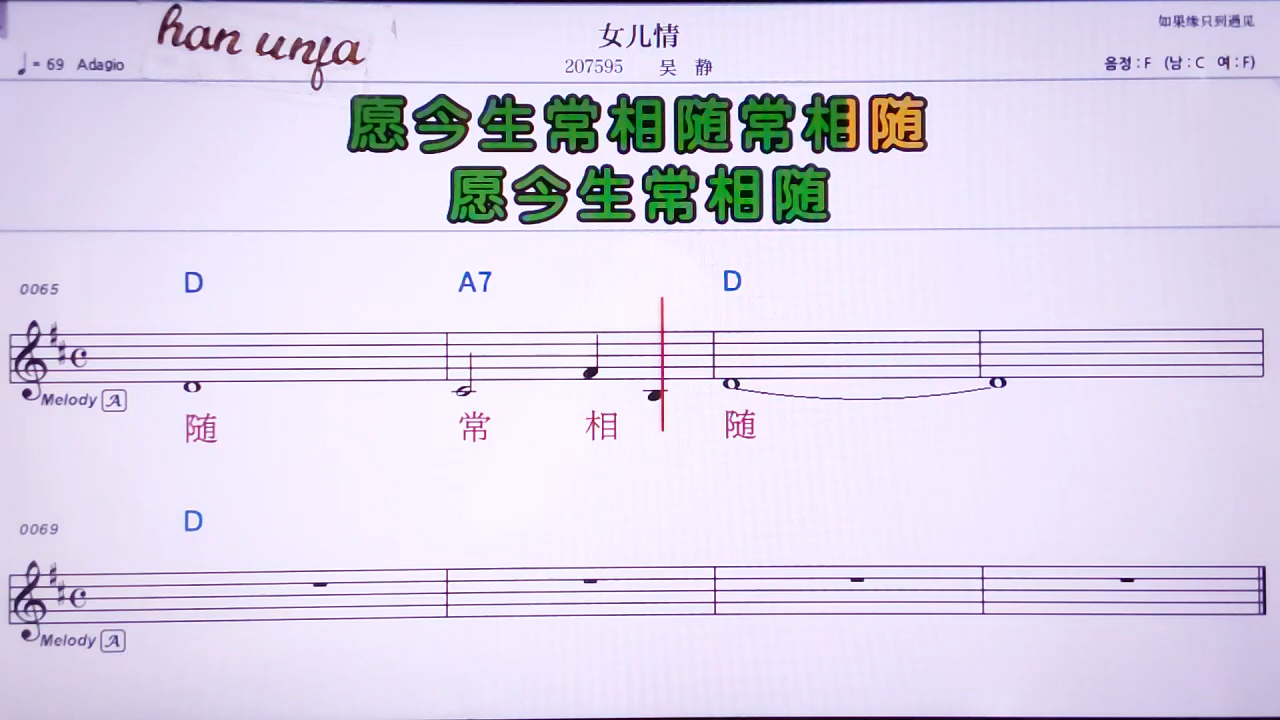 han unfa
如果缘只到遇见
女儿情
♩= 69 Adagio
207595 吴 静
음정 : F (남 : C 여 : F)
愿今生常相随常相随
愿今生常相随
0065
D A7 D
Melody A
随 常 相 随
0069
D
Melody A